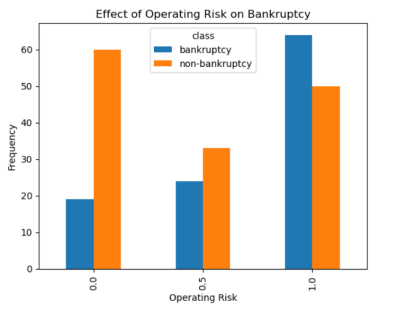 Effect of Operating Risk on Bankruptcy
class
bankruptcy
non-bankruptcy
Frequency
60
50
40
30
20
10
0
0.0
0.5
1.0
Operating Risk